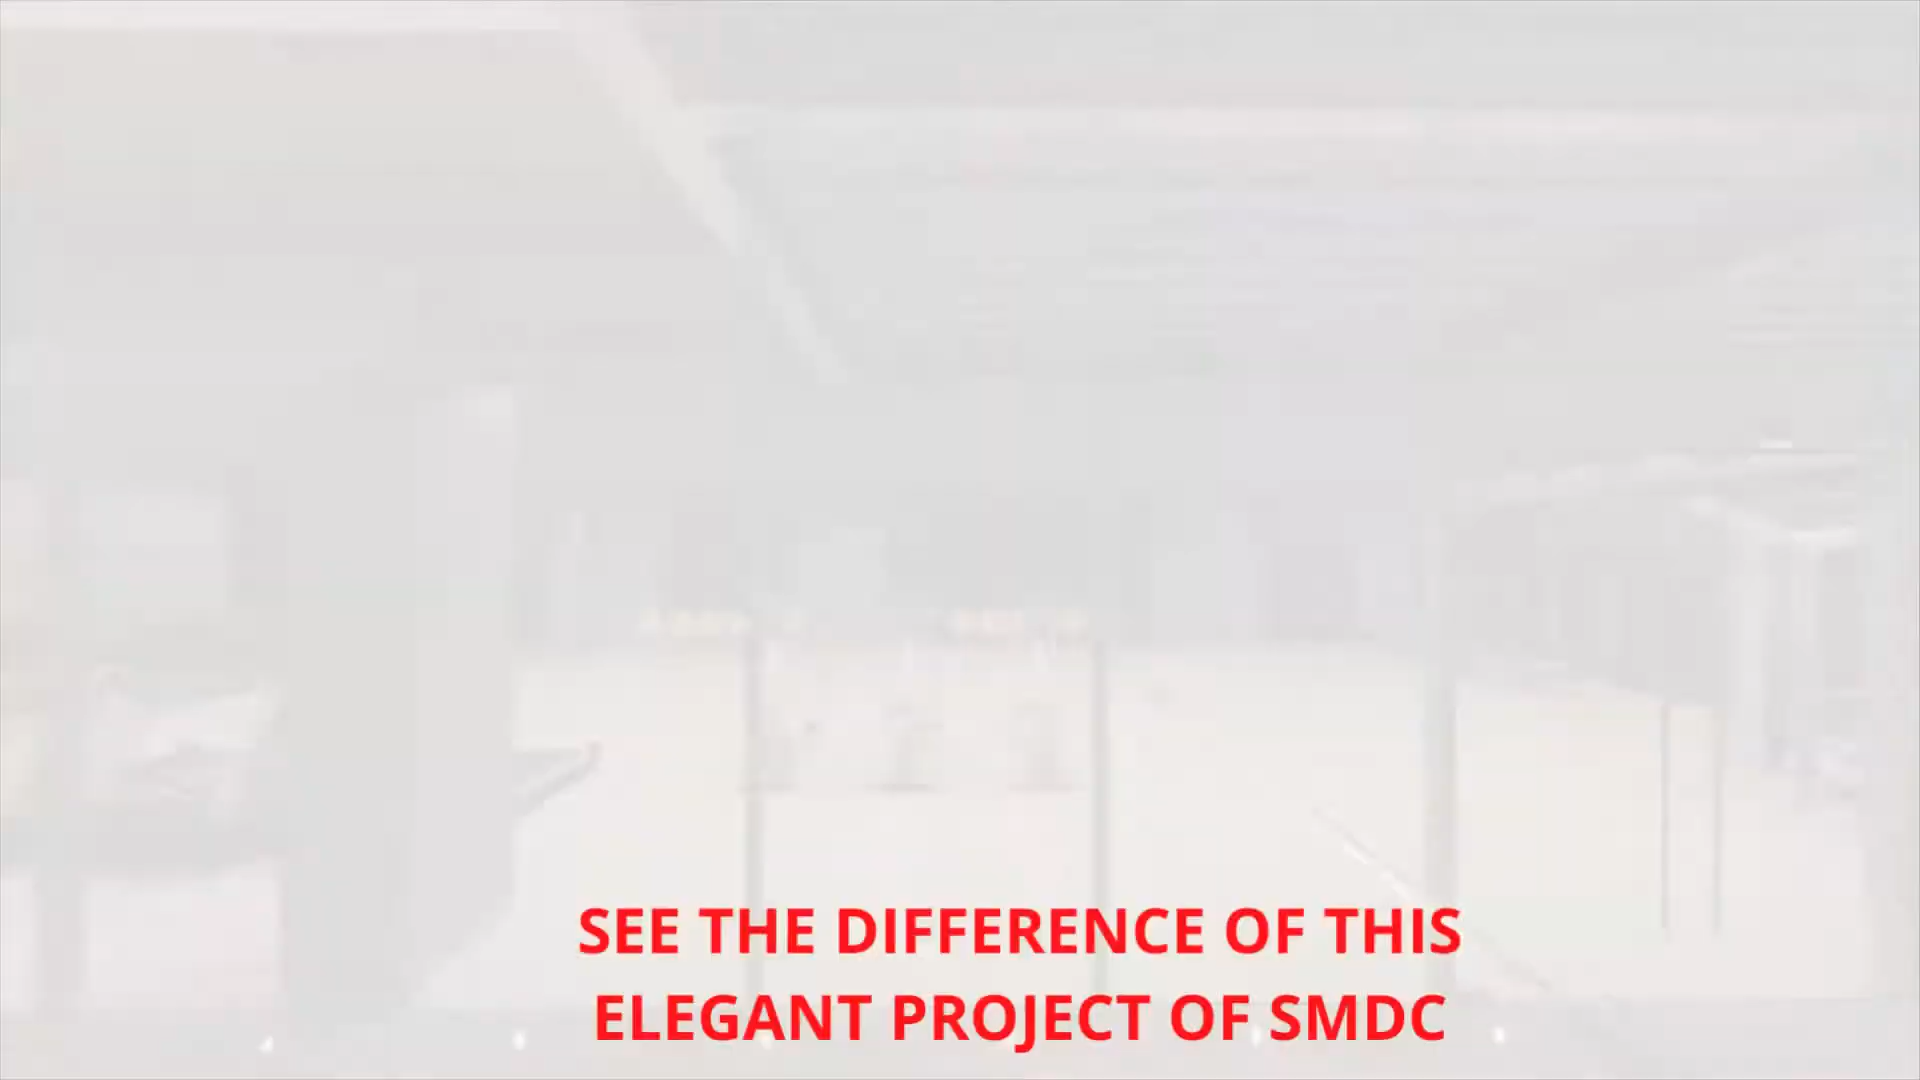 SEE THE DIFFERENCE OF THIS
ELEGANT PROJECT OF SMDC